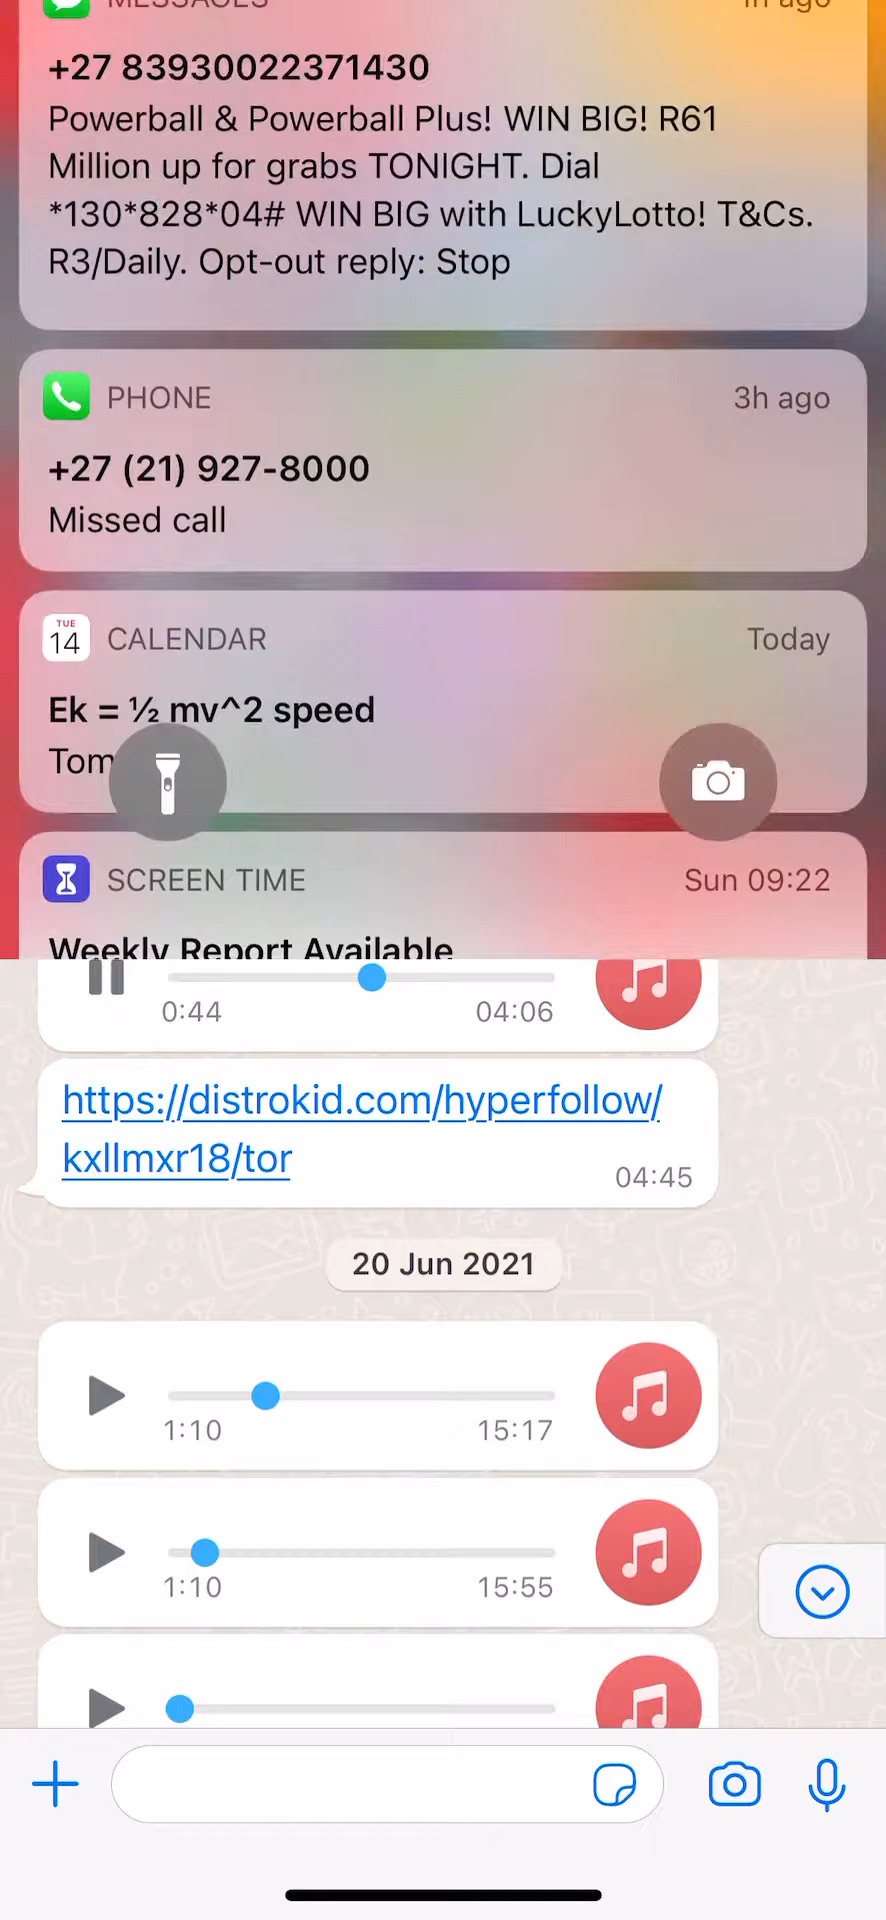 MESSAGES 1h ago
+27 83930022371430
Powerball & Powerball Plus! WIN BIG! R61
Million up for grabs TONIGHT. Dial
*130*828*04# WIN BIG with LuckyLotto! T&Cs.
R3/Daily. Opt-out reply: Stop
PHONE 3h ago
+27 (21) 927-8000
Missed call
TUE
14 CALENDAR Today
Ek = ½ mv^2 speed
SCREEN TIME Sun 09:22
Weekly Report Available
0:44 04:06
https://distrokid.com/hyperfollow/
kxllmxr18/tor
04:45
20 Jun 2021
1:10 15:17
1:10 15:55